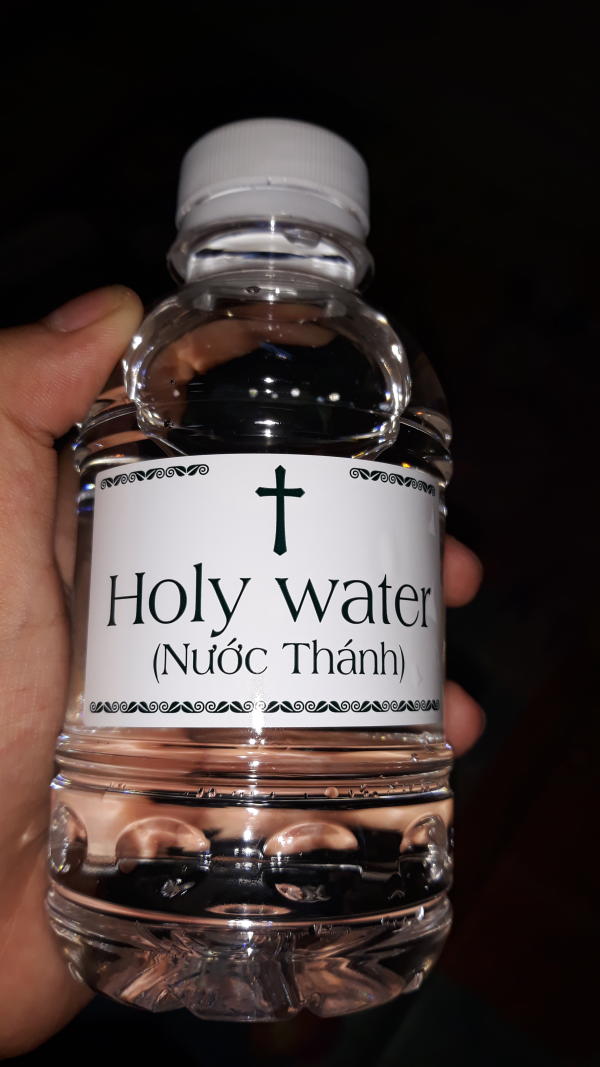 Holy water
(Nước Thánh)